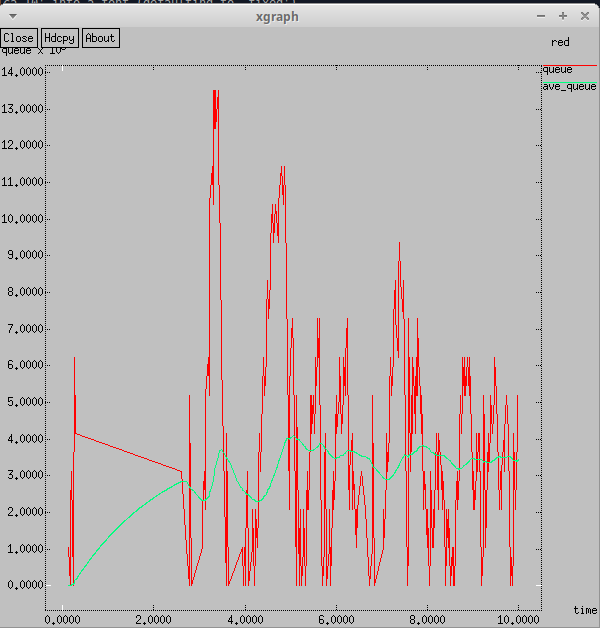 xgraph
Close Hdcpy About
queue x 10³
red
queue
ave_queue
14.0000
13.0000
12.0000
11.0000
10.0000
9.0000
8.0000
7.0000
6.0000
5.0000
4.0000
3.0000
2.0000
1.0000
0.0000
time
0.0000 2.0000 4.0000 6.0000 8.0000 10.0000